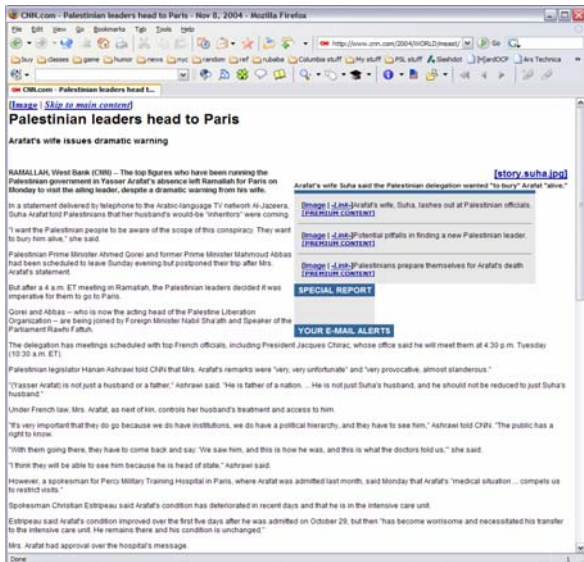 CNN.com - Palestinian leaders head to Paris - Nov 8, 2004 - Mozilla Firefox
File Edit View Go Bookmarks Tab Tools Help
http://www.cnn.com/2004/WORLD/meast/
Go
buy classes game humor news nyc random ref rubaba Columbia stuff My stuff PSL stuff Slashdot [H]ardOCP Ars Technica
CNN.com - Palestinian leaders head t...
[Image | Skip to main content]
Palestinian leaders head to Paris
Arafat's wife issues dramatic warning
RAMALLAH, West Bank (CNN) -- The top figures who have been running the
Palestinian government in Yasser Arafat's absence left Ramallah for Paris on
Monday to visit the ailing leader, despite a dramatic warning from his wife.
In a statement delivered by telephone to the Arabic-language TV network Al-Jazeera,
Suha Arafat told Palestinians that her husband's would-be "inheritors" were coming.
"I want the Palestinian people to be aware of the scope of this conspiracy. They want
to bury him alive," she said.
Palestinian Prime Minister Ahmed Qorei and former Prime Minister Mahmoud Abbas
had been scheduled to leave Sunday evening but postponed their trip after Mrs.
Arafat's statement.
But after a 4 a.m. ET meeting in Ramallah, the Palestinian leaders decided it was
imperative for them to go to Paris.
Qorei and Abbas -- who is now the acting head of the Palestine Liberation
Organization -- are being joined by Foreign Minister Nabil Sha'ath and Speaker of the
Parliament Rawhi Fattuh.
[story.suha.jpg]
Arafat's wife Suha said the Palestinian delegation wanted "to bury" Arafat "alive."
[Image | -Link-]Arafat's wife, Suha, lashes out at Palestinian officials.
[PREMIUM CONTENT]
[Image | -Link-]Potential pitfalls in finding a new Palestinian leader.
[PREMIUM CONTENT]
[Image | -Link-]Palestinians prepare themselves for Arafat's death
[PREMIUM CONTENT]
SPECIAL REPORT
YOUR E-MAIL ALERTS
The delegation has meetings scheduled with top French officials, including President Jacques Chirac, whose office said he will meet them at 4:30 p.m. Tuesday
(10:30 a.m. ET).
Palestinian legislator Hanan Ashrawi told CNN that Mrs. Arafat's remarks were "very, very unfortunate" and "very provocative, almost slanderous."
"(Yasser Arafat) is not just a husband or a father," Ashrawi said. "He is father of a nation. ... He is not just Suha's husband, and he should not be reduced to just Suha's
husband."
Under French law, Mrs. Arafat, as next of kin, controls her husband's treatment and access to him.
"It's very important that they do go because we do have institutions, we do have a political hierarchy, and they have to see him," Ashrawi told CNN. "The public has a
right to know.
"With them going there, they have to come back and say: 'We saw him, and this is how he was, and this is what the doctors told us,'" she said.
"I think they will be able to see him because he is head of state," Ashrawi said.
However, a spokesman for Percy Military Training Hospital in Paris, where Arafat was admitted last month, said Monday that Arafat's "medical situation ... compels us
to restrict visits."
Spokesman Christian Estripeau said Arafat's condition has deteriorated in recent days and that he is in the intensive care unit.
Estripeau said Arafat's condition improved over the first five days after he was admitted on October 29, but then "has become worrisome and necessitated his transfer
to the intensive care unit. He remains there and his condition is unchanged."
Mrs. Arafat had approval over the hospital's message.
Done
1